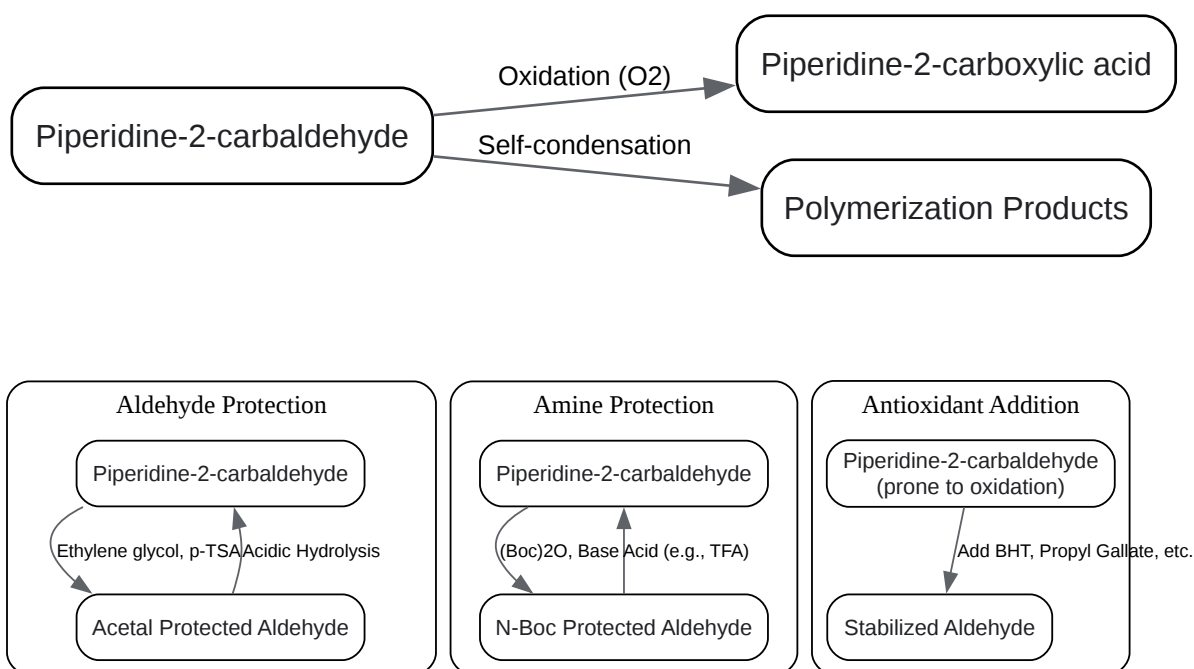 Oxidation (O2)
Piperidine-2-carboxylic acid
Piperidine-2-carbaldehyde
Self-condensation
Polymerization Products
Aldehyde Protection
Piperidine-2-carbaldehyde
Ethylene glycol, p-TSA
Acidic Hydrolysis
Acetal Protected Aldehyde
Amine Protection
Piperidine-2-carbaldehyde
(Boc)2O, Base
Acid (e.g., TFA)
N-Boc Protected Aldehyde
Antioxidant Addition
Piperidine-2-carbaldehyde
(prone to oxidation)
Add BHT, Propyl Gallate, etc.
Stabilized Aldehyde